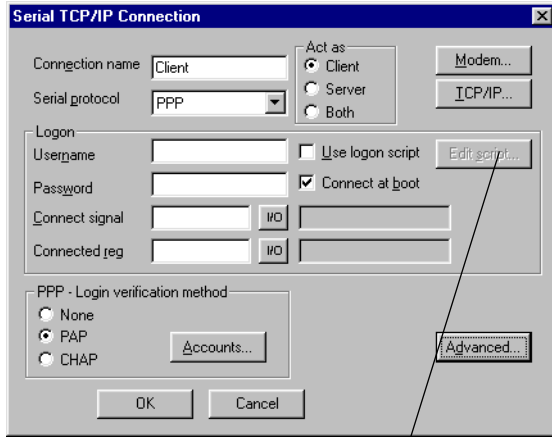 Serial TCP/IP Connection
Connection name Client
Serial protocol PPP
Act as
Client
Server
Both
Modem...
TCP/IP...
Logon
Username
Use logon script
Edit script...
Password
Connect at boot
Connect signal I/O
Connected reg I/O
PPP - Login verification method
None
PAP
CHAP
Accounts...
Advanced...
OK Cancel